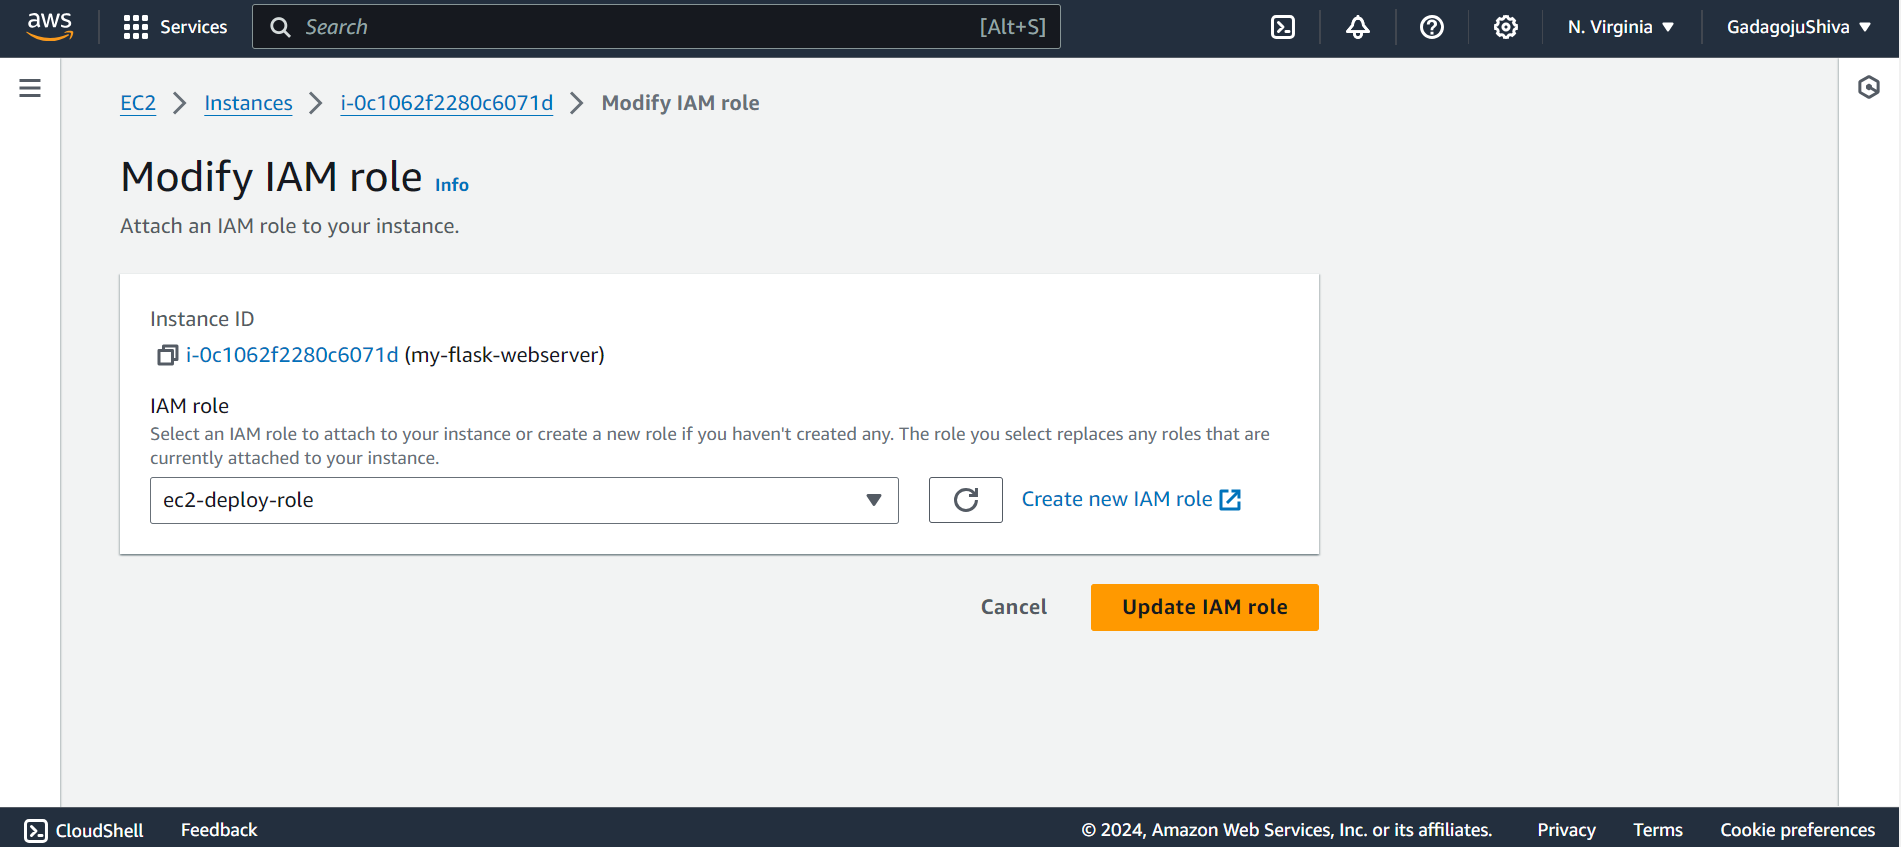 aws Services Search [Alt+S] N. Virginia GadagojuShiva
EC2 Instances i-0c1062f2280c6071d Modify IAM role
Modify IAM role Info
Attach an IAM role to your instance.
Instance ID
i-0c1062f2280c6071d (my-flask-webserver)
IAM role
Select an IAM role to attach to your instance or create a new role if you haven't created any. The role you select replaces any roles that are
currently attached to your instance.
ec2-deploy-role Create new IAM role
Cancel Update IAM role
CloudShell Feedback © 2024, Amazon Web Services, Inc. or its affiliates. Privacy Terms Cookie preferences